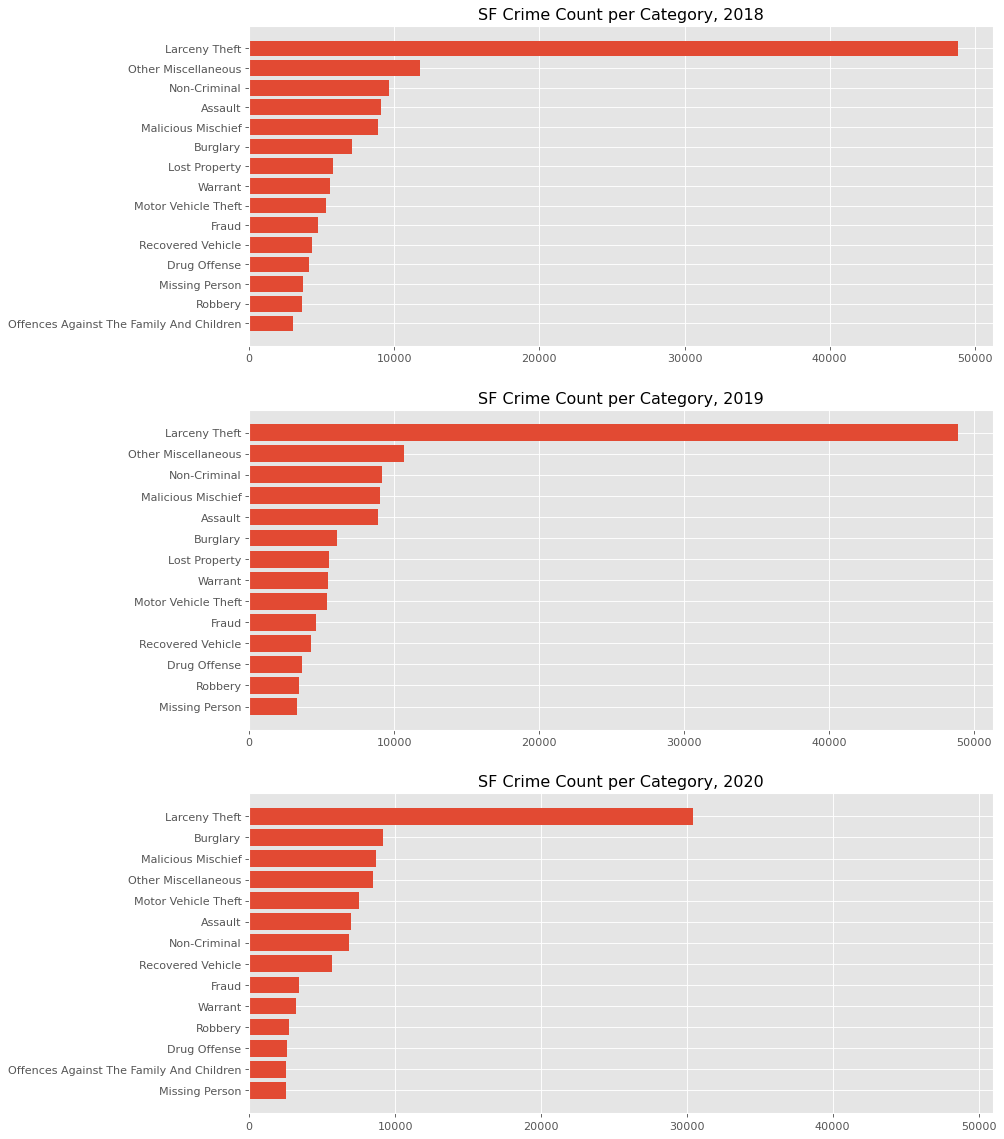 SF Crime Count per Category, 2018
Larceny Theft
Other Miscellaneous
Non-Criminal
Assault
Malicious Mischief
Burglary
Lost Property
Warrant
Motor Vehicle Theft
Fraud
Recovered Vehicle
Drug Offense
Missing Person
Robbery
Offences Against The Family And Children
0 10000 20000 30000 40000 50000
SF Crime Count per Category, 2019
Larceny Theft
Other Miscellaneous
Non-Criminal
Malicious Mischief
Assault
Burglary
Lost Property
Warrant
Motor Vehicle Theft
Fraud
Recovered Vehicle
Drug Offense
Robbery
Missing Person
0 10000 20000 30000 40000 50000
SF Crime Count per Category, 2020
Larceny Theft
Burglary
Malicious Mischief
Other Miscellaneous
Motor Vehicle Theft
Assault
Non-Criminal
Recovered Vehicle
Fraud
Warrant
Robbery
Drug Offense
Offences Against The Family And Children
Missing Person
0 10000 20000 30000 40000 50000